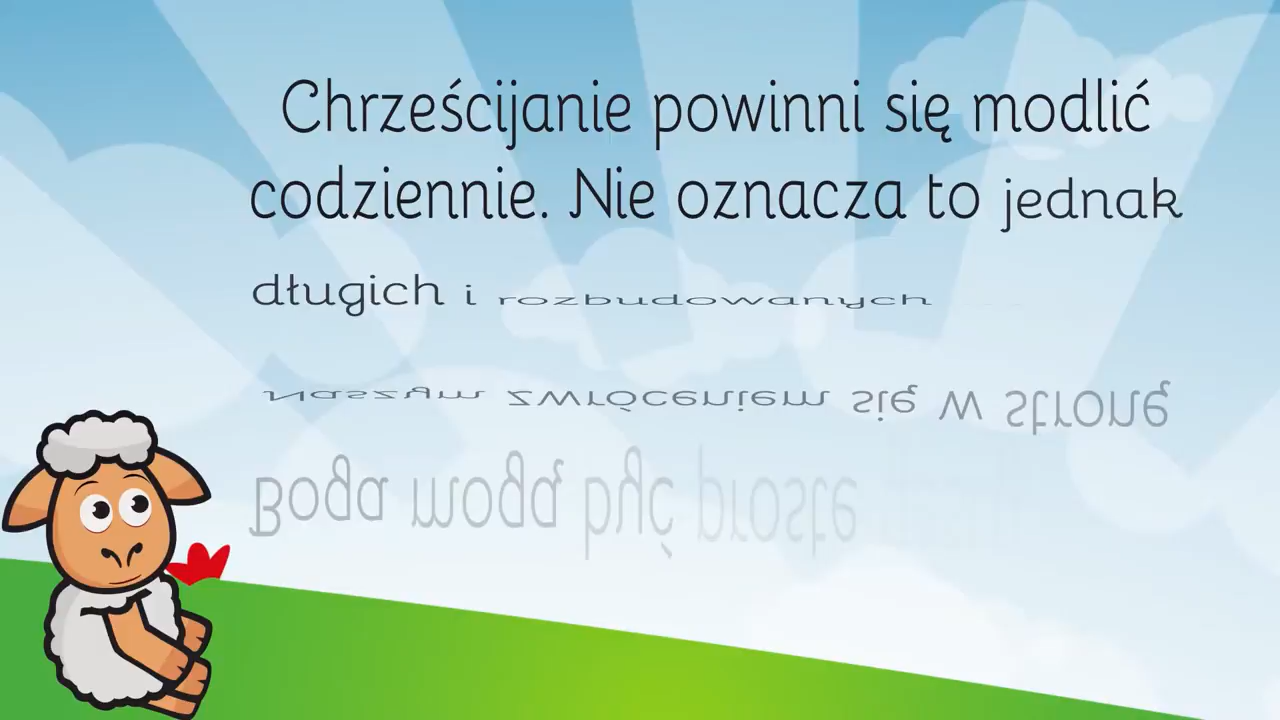 Chrześcijanie powinni się modlić
codziennie. Nie oznacza to jednak
długich i rozbudowanych
Naszym zwróceniem się w stronę
Boga mogą być proste